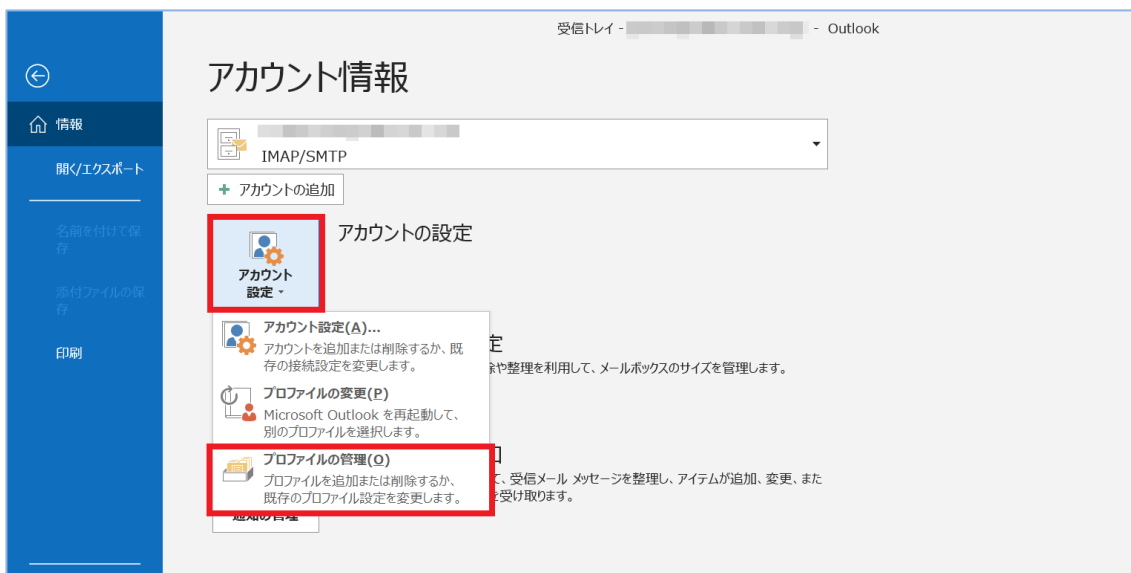 受信トレイ - - Outlook
アカウント情報
情報
開く/エクスポート
名前を付けて保
存
添付ファイルの保
存
印刷
IMAP/SMTP
アカウントの追加
アカウント
設定
アカウントの設定
アカウント設定(A)...
アカウントを追加または削除するか、既
存の接続設定を変更します。
プロファイルの変更(P)
Microsoft Outlook を再起動して、
別のプロファイルを選択します。
プロファイルの管理(O)
プロファイルを追加または削除するか、
既存のプロファイル設定を変更します。
定
や整理を利用して、メールボックスのサイズを管理します。
、受信メール メッセージを整理し、アイテムが追加、変更、また
を受け取ります。
通知の管理